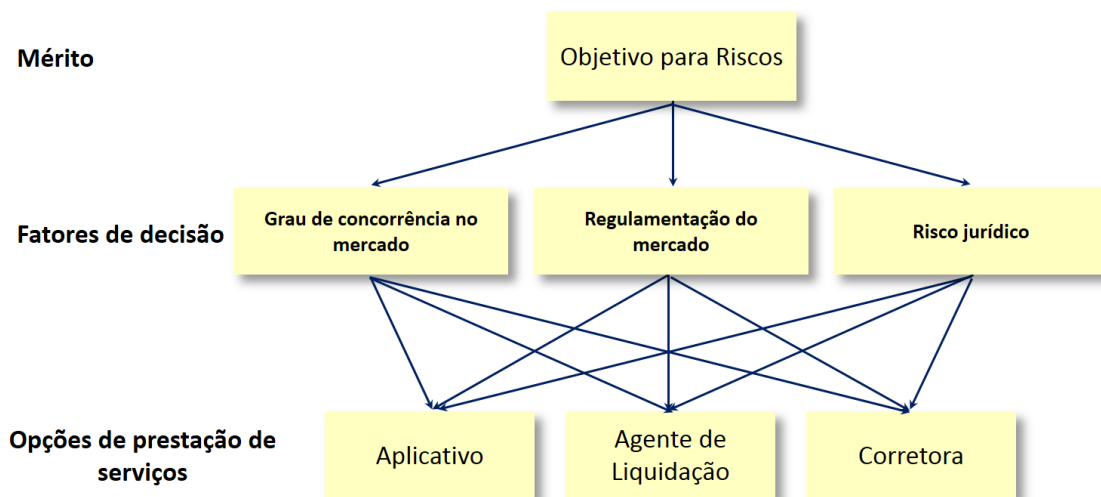 Mérito
Objetivo para Riscos
Fatores de decisão
Grau de concorrência no
mercado
Regulamentação do
mercado
Risco jurídico
Opções de prestação de
serviços
Aplicativo
Agente de
Liquidação
Corretora